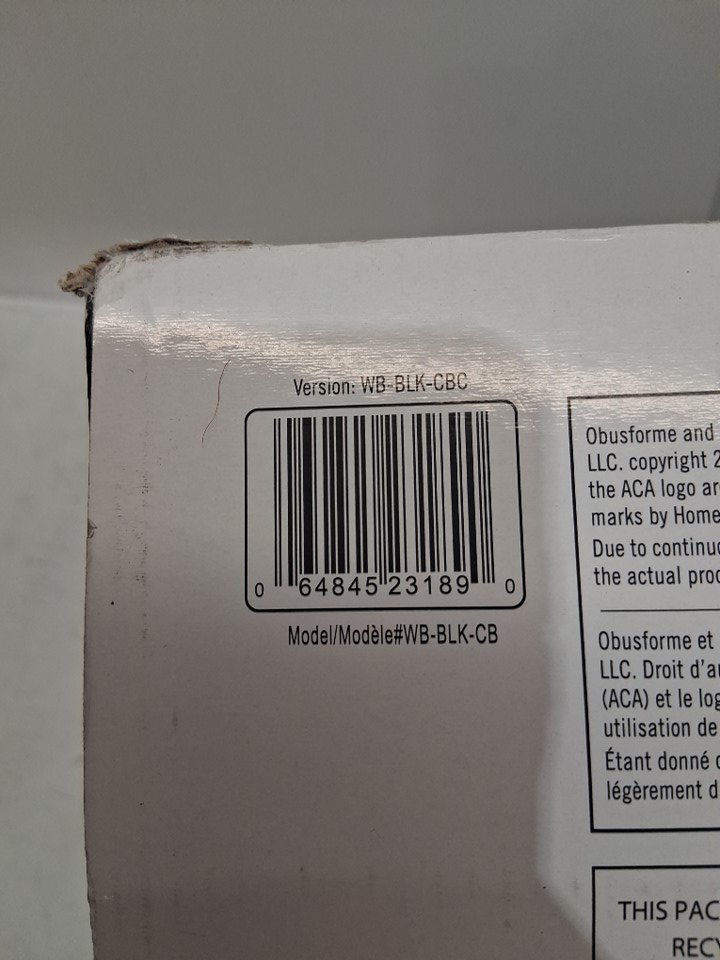 Version: WB-BLK-CBC
0 64845 23189 0
Model/Modèle#WB-BLK-CB
Obusforme and
LLC. copyright 2
the ACA logo ar
marks by Home
Due to continu
the actual pro
Obusforme et
LLC. Droit d'a
(ACA) et le log
utilisation de
Étant donné
légèrement d
THIS PAC
RECY